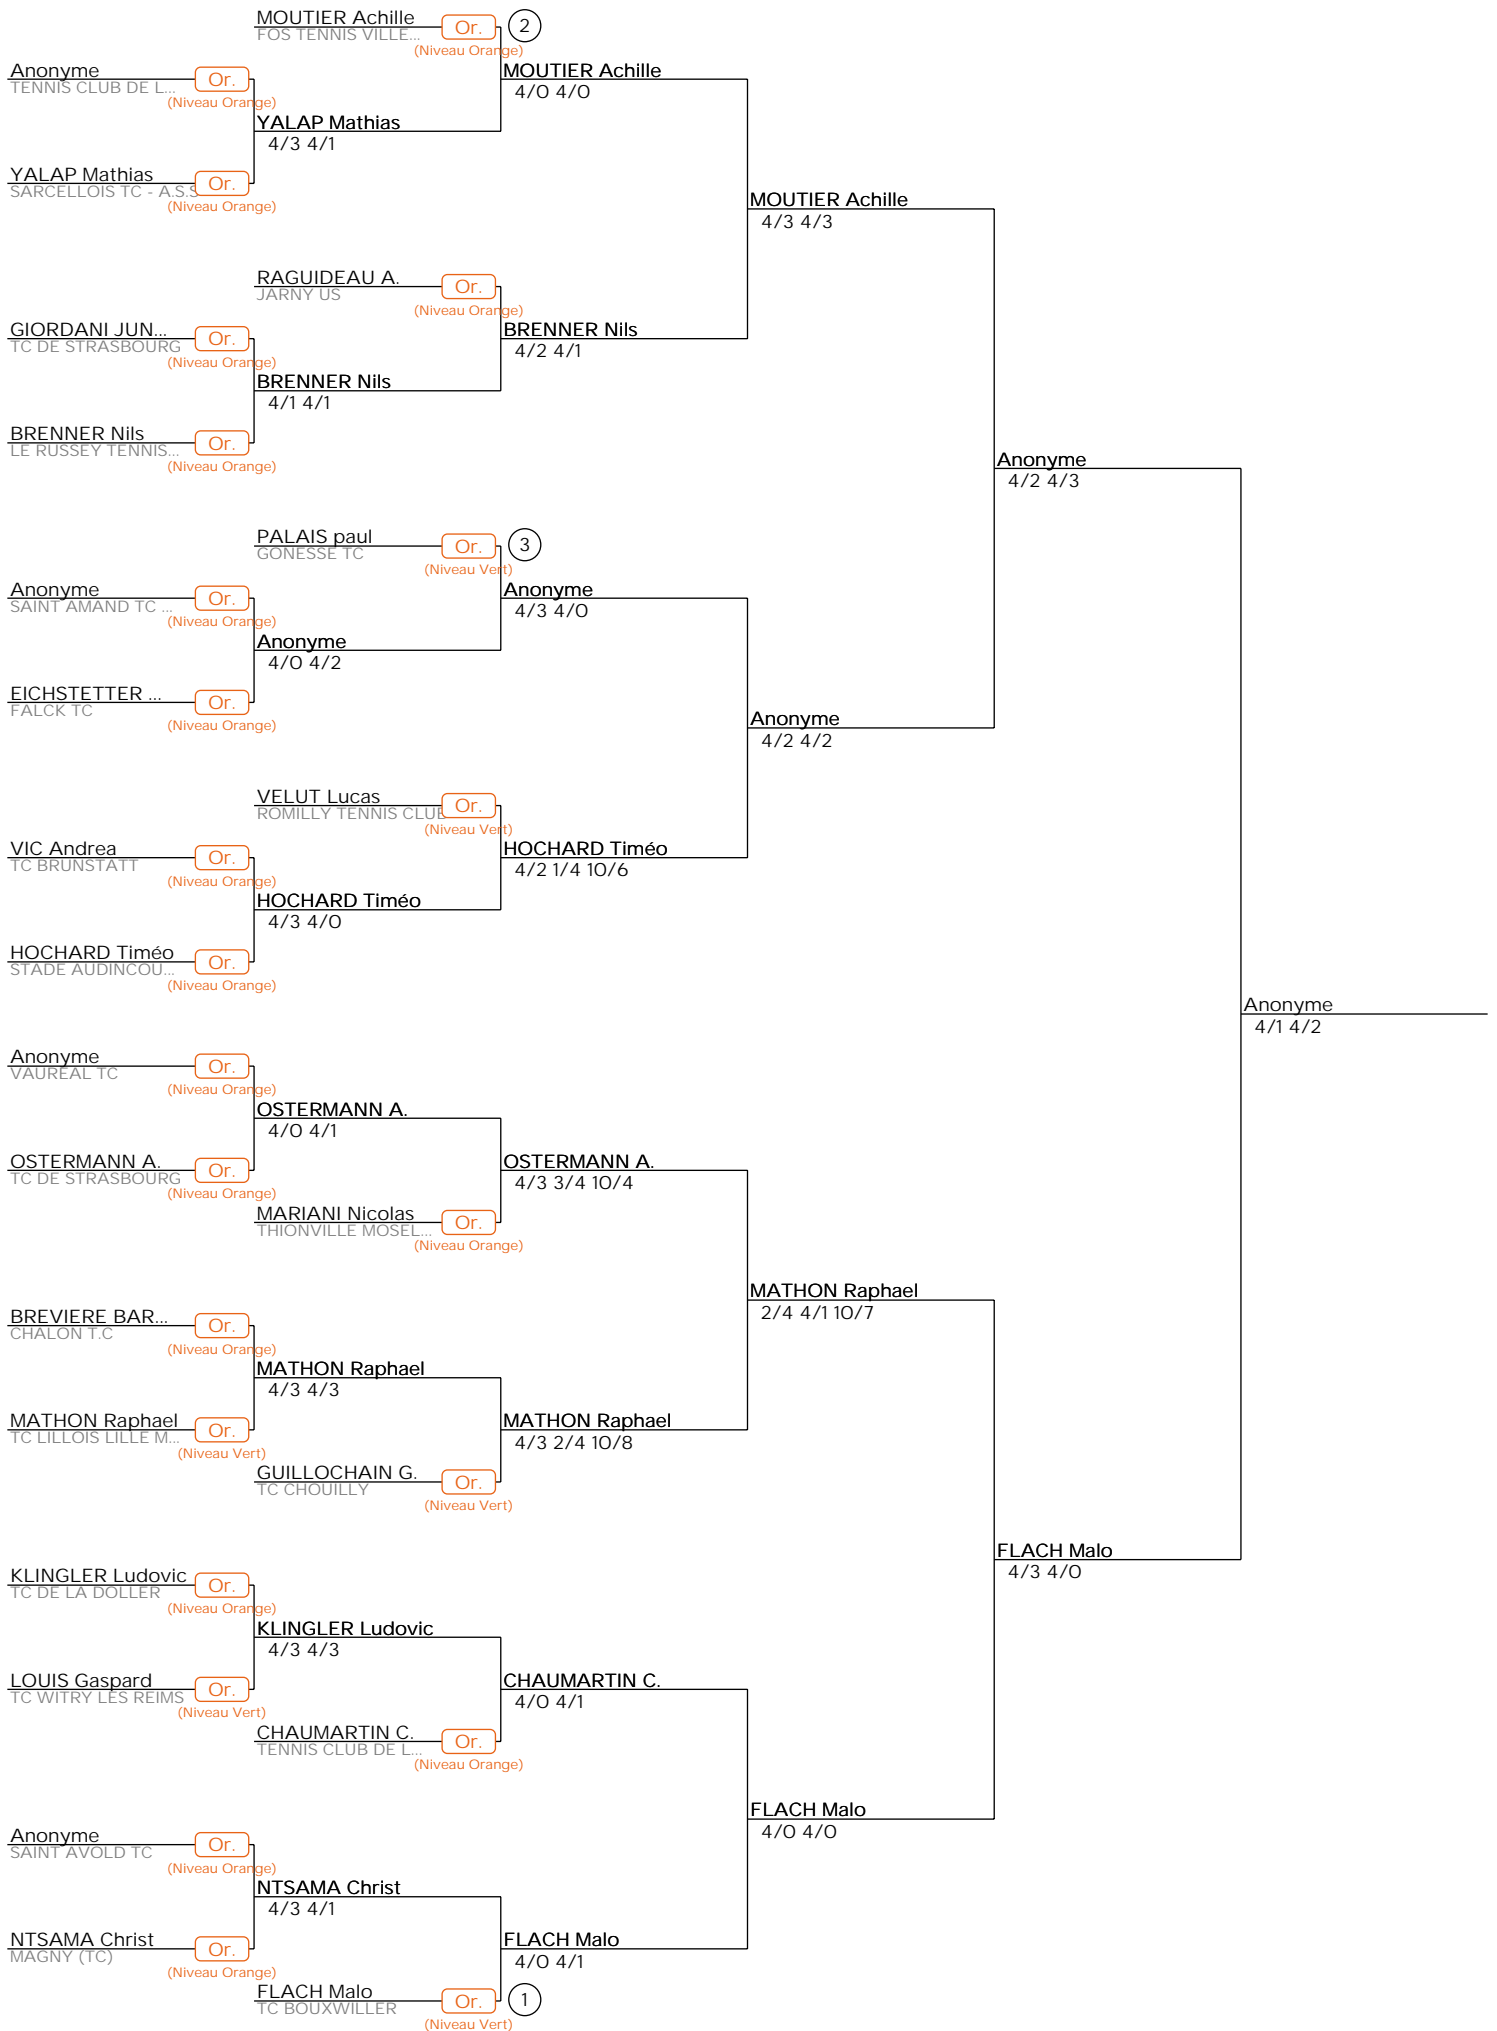 MOUTIER Achille
FOS TENNIS VILLE...
Or.
2
(Niveau Orange)
Anonyme
TENNIS CLUB DE L...
Or.
(Niveau Orange)
MOUTIER Achille
4/0 4/0
YALAP Mathias
4/3 4/1
YALAP Mathias
SARCELLOIS TC - A.S.S
Or.
(Niveau Orange)
MOUTIER Achille
4/3 4/3
RAGUIDEAU A.
JARNY US
Or.
(Niveau Orange)
GIORDANI JUN...
TC DE STRASBOURG
Or.
(Niveau Orange)
BRENNER Nils
4/2 4/1
BRENNER Nils
4/1 4/1
BRENNER Nils
LE RUSSEY TENNIS...
Or.
(Niveau Orange)
Anonyme
4/2 4/3
PALAIS paul
GONESSE TC
Or.
3
(Niveau Vert)
Anonyme
SAINT AMAND TC ...
Or.
(Niveau Orange)
Anonyme
4/3 4/0
Anonyme
4/0 4/2
EICHSTETTER ...
FALCK TC
Or.
(Niveau Orange)
Anonyme
4/2 4/2
VELUT Lucas
ROMILLY TENNIS CLUB
Or.
(Niveau Vert)
VIC Andrea
TC BRUNSTATT
Or.
(Niveau Orange)
HOCHARD Timéo
4/2 1/4 10/6
HOCHARD Timéo
4/3 4/0
HOCHARD Timéo
STADE AUDINCOU...
Or.
(Niveau Orange)
Anonyme
4/1 4/2
Anonyme
VAUREAL TC
Or.
(Niveau Orange)
OSTERMANN A.
4/0 4/1
OSTERMANN A.
TC DE STRASBOURG
Or.
(Niveau Orange)
OSTERMANN A.
4/3 3/4 10/4
MARIANI Nicolas
THIONVILLE MOSEL...
Or.
(Niveau Orange)
MATHON Raphael
2/4 4/1 10/7
BREVIERE BAR...
CHALON T.C
Or.
(Niveau Orange)
MATHON Raphael
4/3 4/3
MATHON Raphael
TC LILLOIS LILLE M...
Or.
(Niveau Vert)
MATHON Raphael
4/3 2/4 10/8
GUILLOCHAIN G.
TC CHOUILLY
Or.
(Niveau Vert)
FLACH Malo
4/3 4/0
KLINGLER Ludovic
TC DE LA DOLLER
Or.
(Niveau Orange)
KLINGLER Ludovic
4/3 4/3
LOUIS Gaspard
TC WITRY LES REIMS
Or.
(Niveau Vert)
CHAUMARTIN C.
4/0 4/1
CHAUMARTIN C.
TENNIS CLUB DE L...
Or.
(Niveau Orange)
FLACH Malo
4/0 4/0
Anonyme
SAINT AVOLD TC
Or.
(Niveau Orange)
NTSAMA Christ
4/3 4/1
NTSAMA Christ
MAGNY (TC)
Or.
(Niveau Orange)
FLACH Malo
4/0 4/1
FLACH Malo
TC BOUXWILLER
Or.
1
(Niveau Vert)